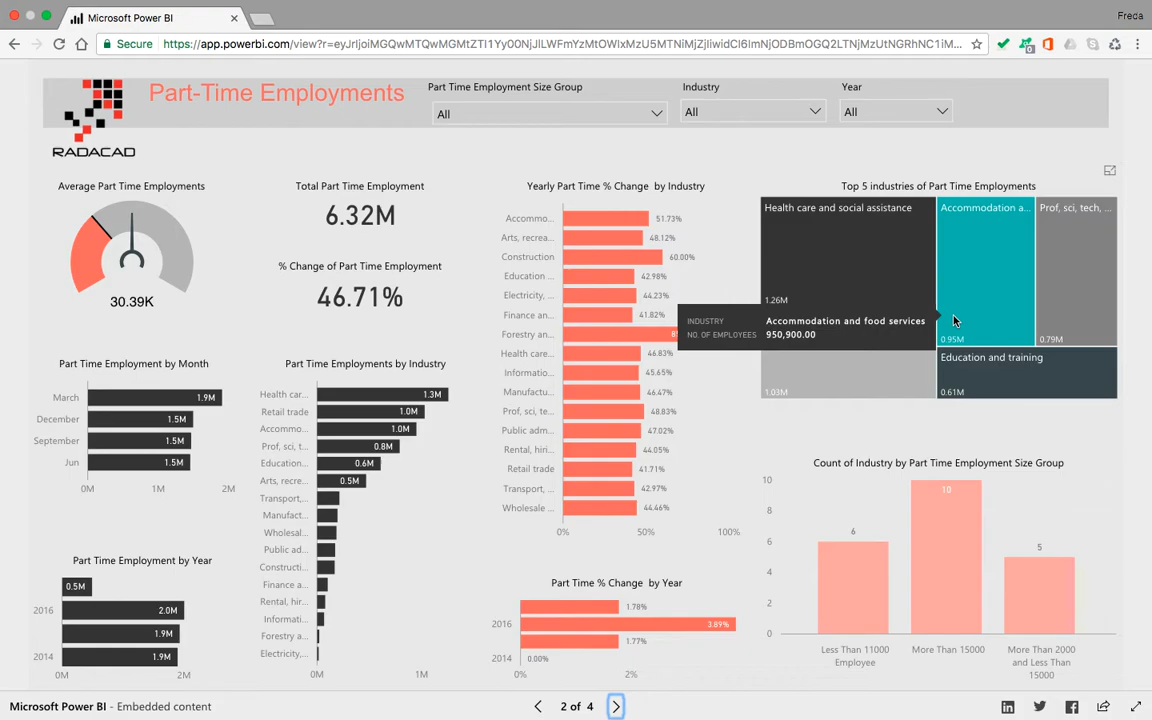 Microsoft Power BI
Freda
Secure
https://app.powerbi.com/view?r=eyJrIjoiMGQwMTQwMGMtZTI1Yy00NjJlLWFmYzMtOWIxMzU5MTNiMjZjIiwidCI6ImNjODBmOGQ2LTNjMzUtNGRhNC1iM...
Part-Time Employments
Part Time Employment Size Group
All
Industry
All
Year
All
RADACAD
Average Part Time Employments
30.39K
Total Part Time Employment
6.32M
% Change of Part Time Employment
46.71%
Yearly Part Time % Change by Industry
Accommo...
51.73%
Arts, recrea...
48.12%
Construction
60.00%
Education ...
42.98%
Electricity, ...
44.23%
Finance an...
41.82%
Forestry an...
Health care...
46.83%
Informatio...
45.65%
Manufactu...
46.47%
Prof, sci, te...
48.83%
Public adm...
47.02%
Rental, hiri...
44.05%
Retail trade
41.71%
Transport, ...
42.97%
Wholesale ...
44.46%
0%
50%
100%
Top 5 industries of Part Time Employments
Health care and social assistance
1.26M
Accommodation a...
0.95M
Prof, sci, tech, ...
0.79M
1.03M
Education and training
0.61M
INDUSTRY
Accommodation and food services
NO. OF EMPLOYEES
950,900.00
Part Time Employment by Month
March
1.9M
December
1.5M
September
1.5M
Jun
1.5M
0M
1M
2M
Part Time Employments by Industry
Health car...
1.3M
Retail trade
1.0M
Accommo...
1.0M
Prof, sci, t...
0.8M
Education...
0.6M
Arts, recre...
0.5M
Transport,...
Manufact...
Wholesal...
Public ad...
Constructi...
Finance a...
Rental, hir...
Informati...
Forestry a...
Electricity,...
0M
1M
Part Time Employment by Year
0.5M
2016
2.0M
1.9M
2014
1.9M
0M
2M
Part Time % Change by Year
1.78%
2016
3.89%
1.77%
2014
0.00%
0%
2%
Count of Industry by Part Time Employment Size Group
10
8
6
4
2
0
6
10
5
Less Than 11000
Employee
More Than 15000
More Than 2000
and Less Than
15000
Microsoft Power BI - Embedded content
2 of 4